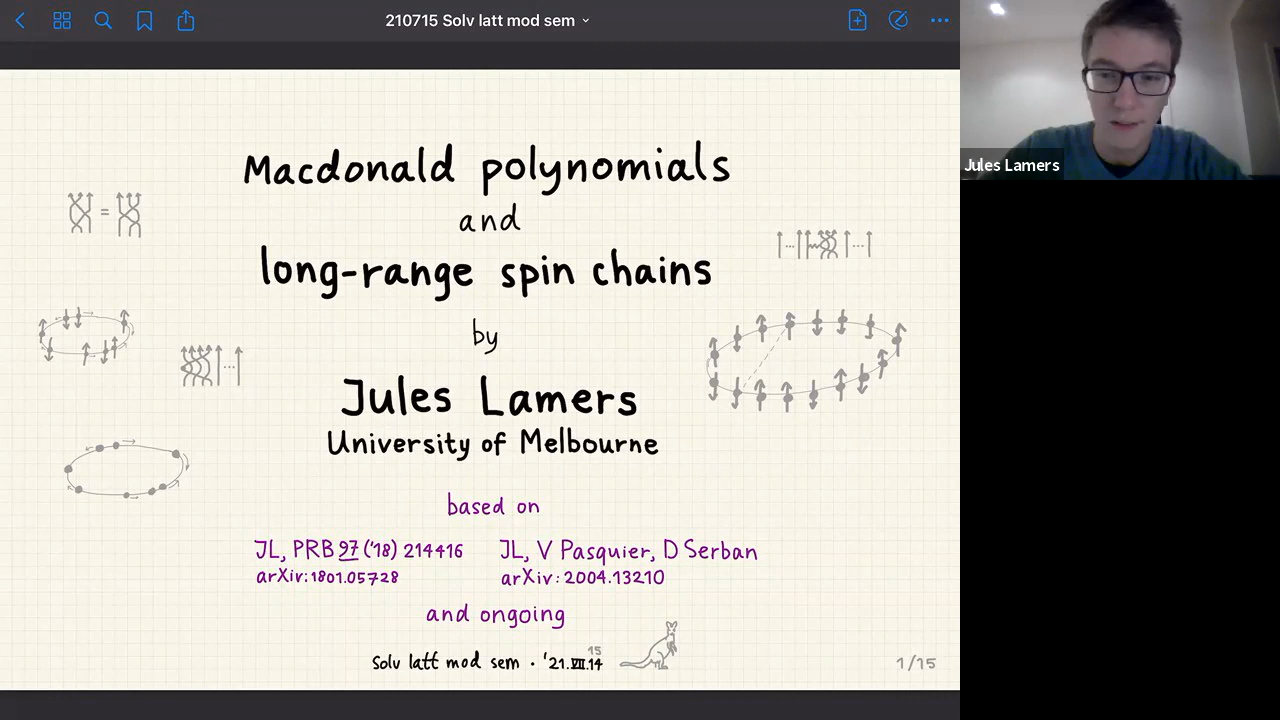 210715 Solv latt mod sem
Jules Lamers
Macdonald polynomials
and
long-range spin chains
by
Jules Lamers
University of Melbourne
based on
JL, PRB 97 ('18) 214416
arXiv:1801.05728
JL, V Pasquier, D Serban
arXiv: 2004.13210
and ongoing
15
Solv latt mod sem · '21.VII.14
1/15